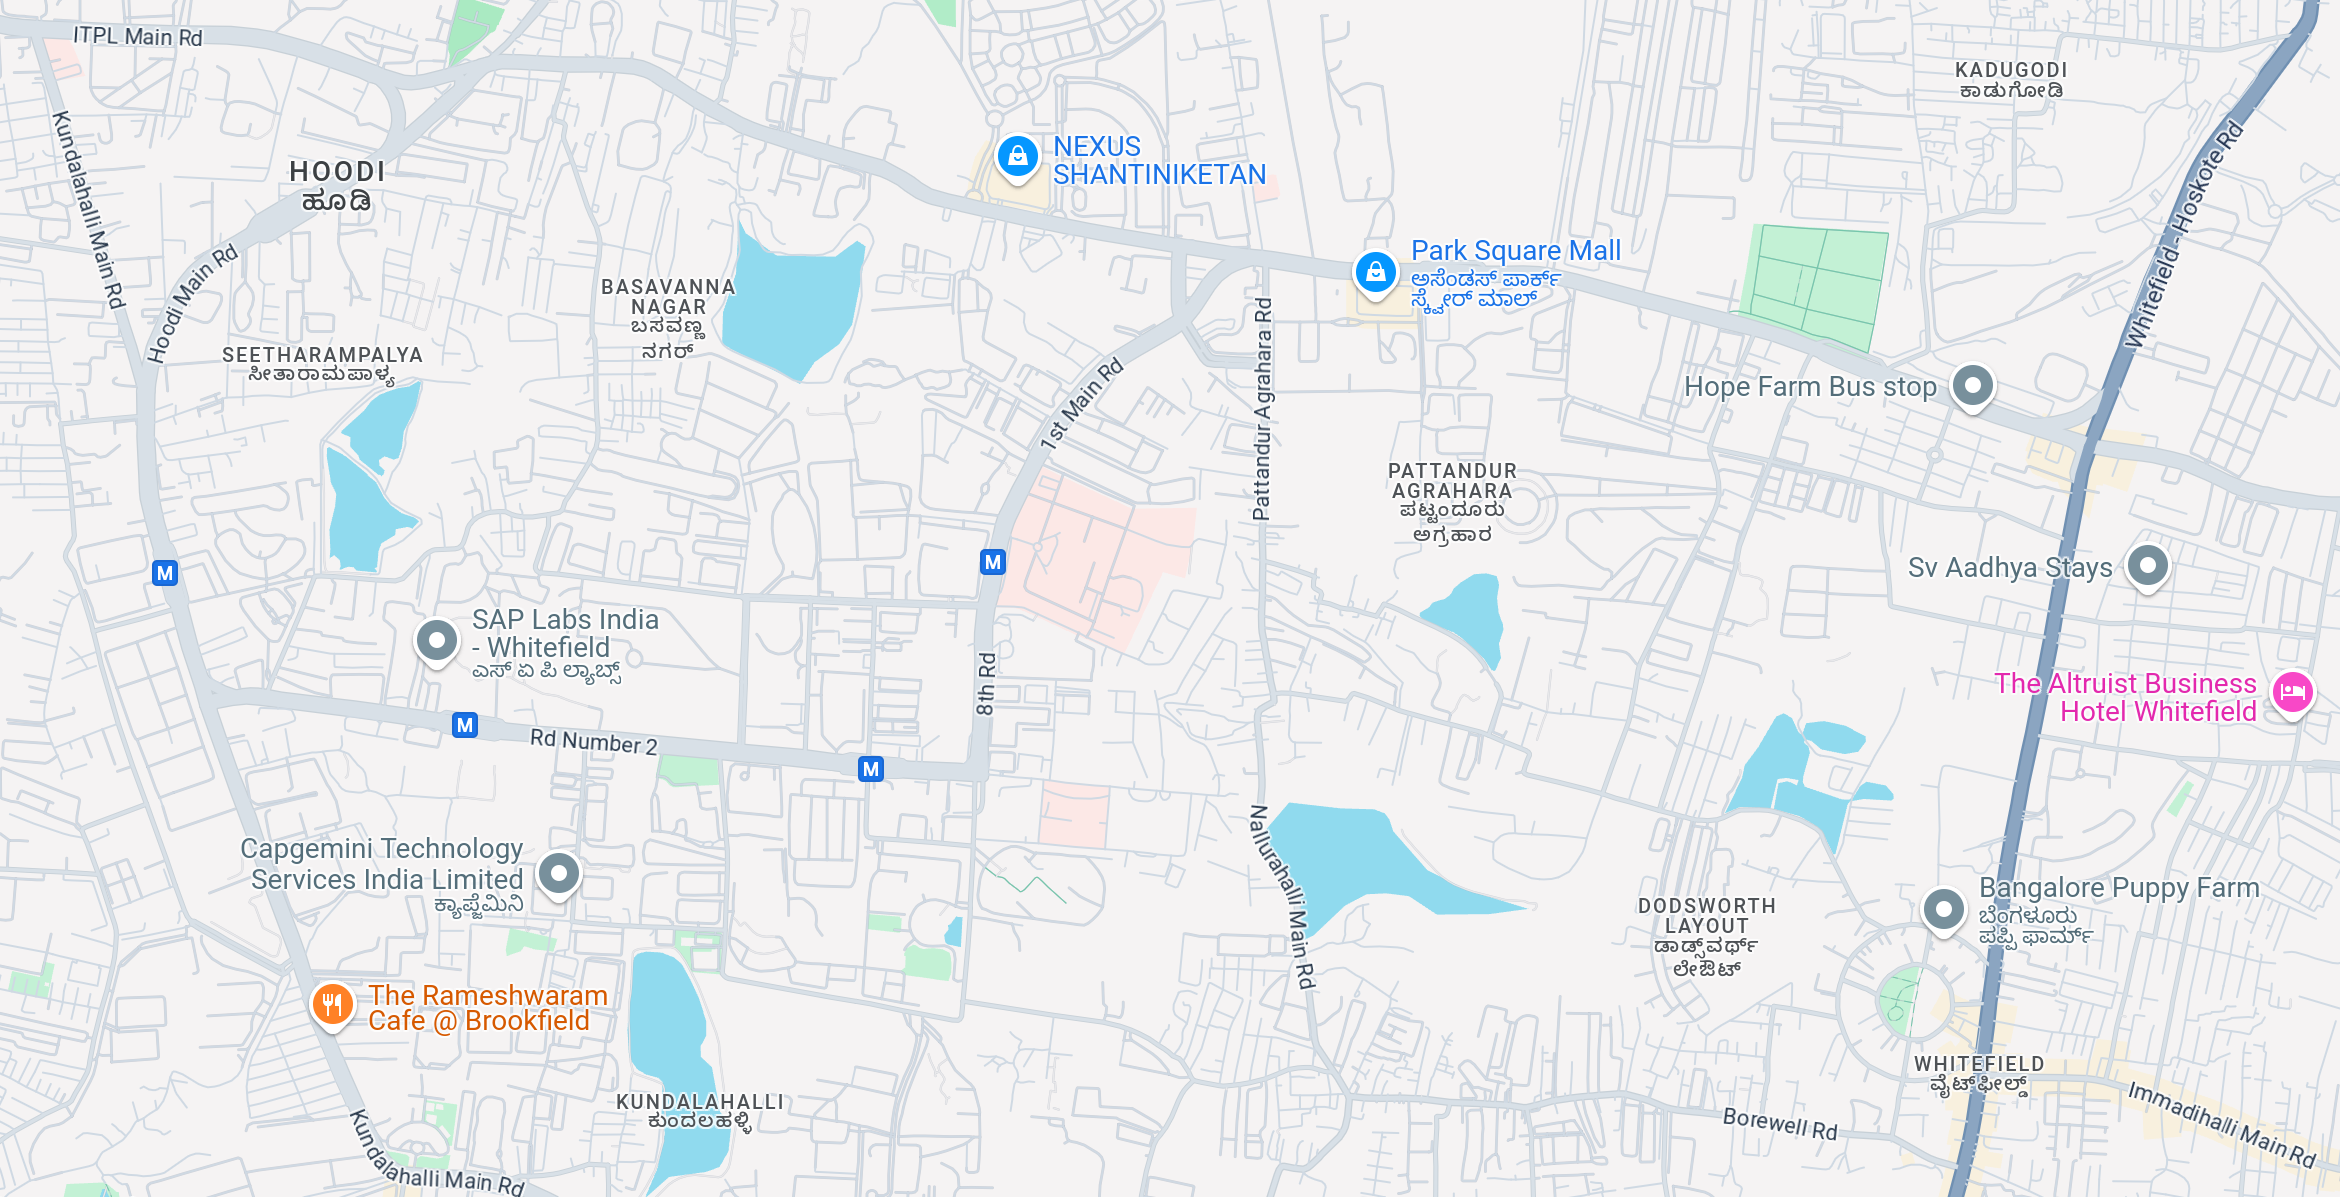 ITPL Main Rd
KADUGODI
ಕಾಡುಗೋಡಿ
Kundalahalli Main Rd
HOODI
ಹೂಡಿ
NEXUS
SHANTINIKETAN
Whitefield - Hoskote Rd
Hoodi Main Rd
Park Square Mall
ಅಸೆಂಡಸ್ ಪಾರ್ಕ್
ಸ್ಕ್ವೇರ್ ಮಾಲ್
BASAVANNA
NAGAR
ಬಸವಣ್ಣ
ನಗರ್
SEETHARAMPALYA
ಸೀತಾರಾಮಪಾಳ್ಯ
1st Main Rd
Pattandur Agrahara Rd
Hope Farm Bus stop
PATTANDUR
AGRAHARA
ಪಟ್ಟಂದೂರು
ಅಗ್ರಹಾರ
M
M
Sv Aadhya Stays
SAP Labs India
- Whitefield
ಎಸ್ ಏ ಪಿ ಲ್ಯಾಬ್ಸ್
8th Rd
The Altruist Business
Hotel Whitefield
M
Rd Number 2
M
Nallurahalli Main Rd
Capgemini Technology
Services India Limited
ಕ್ಯಾಪ್ಜೆಮಿನಿ
Bangalore Puppy Farm
ಬೆಂಗಳೂರು
ಪಪ್ಪಿ ಫಾರ್ಮ್
DODSWORTH
LAYOUT
ಡಾಡ್ಸ್‌ವರ್ಥ್
ಲೇಔಟ್
The Rameshwaram
Cafe @ Brookfield
WHITEFIELD
ವೈಟ್‌ಫೀಲ್ಡ್
KUNDALAHALLI
ಕುಂದಲಹಳ್ಳಿ
Borewell Rd
Immadihalli Main Rd
Kundalahalli Main Rd